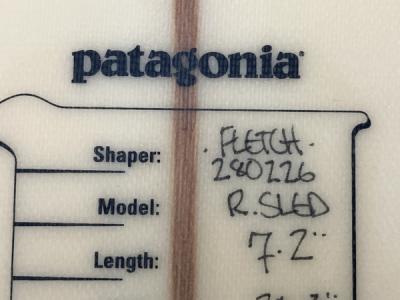 patagonia
Shaper: · FLETCH ·
280226
Model: R. SLED
Length: 7.2"